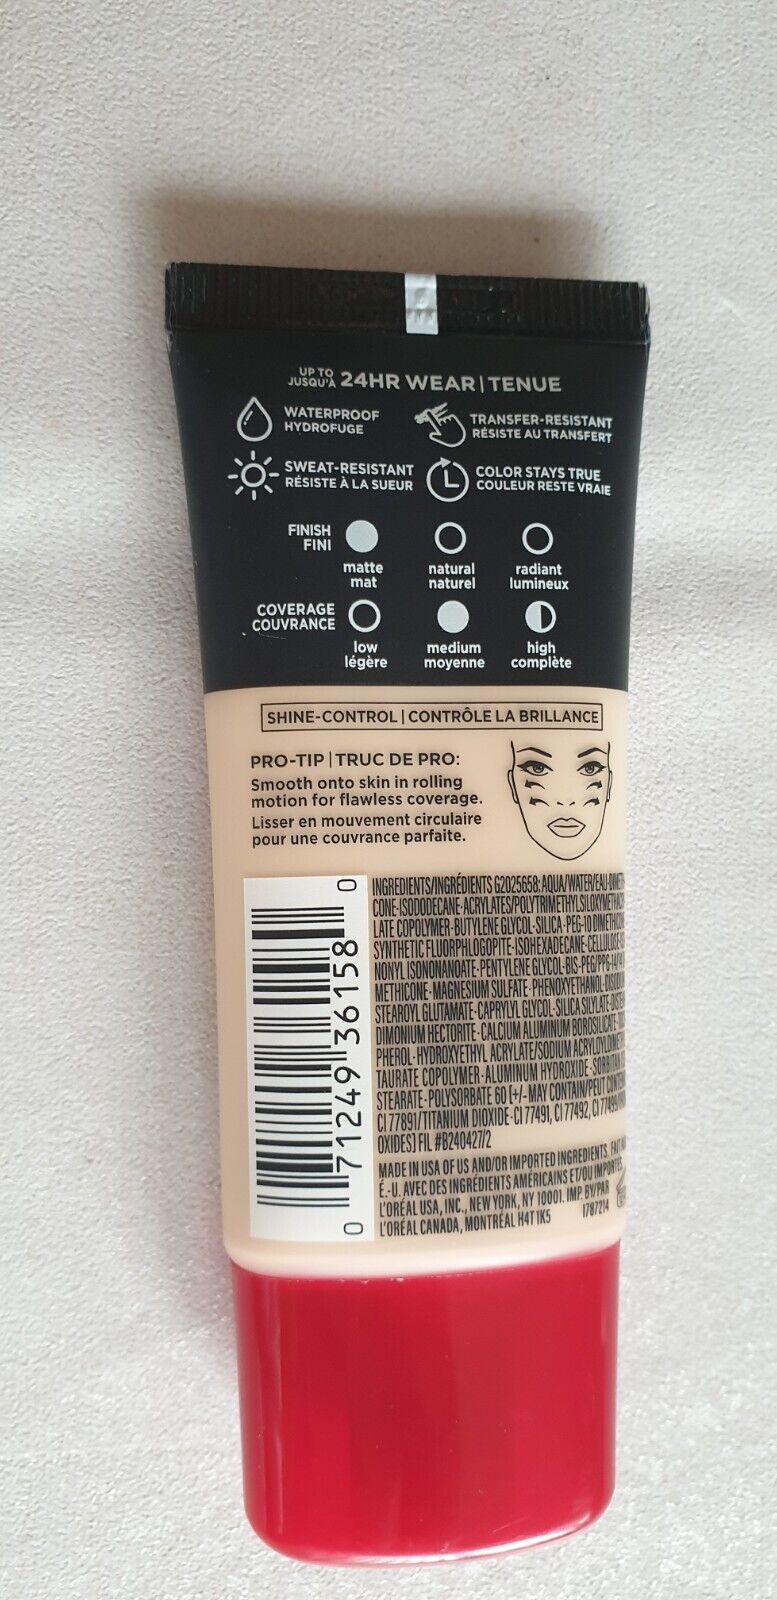 UP TO
JUSQU'À 24HR WEAR | TENUE
WATERPROOF
HYDROFUGE
TRANSFER-RESISTANT
RÉSISTE AU TRANSFERT
SWEAT-RESISTANT
RÉSISTE À LA SUEUR
COLOR STAYS TRUE
COULEUR RESTE VRAIE
FINISH
FINI
matte
mat
natural
naturel
radiant
lumineux
COVERAGE
COUVRANCE
low
légère
medium
moyenne
high
complète
SHINE-CONTROL | CONTRÔLE LA BRILLANCE
PRO-TIP | TRUC DE PRO:
Smooth onto skin in rolling
motion for flawless coverage.
Lisser en mouvement circulaire
pour une couvrance parfaite.
0 71249 36158 0
INGREDIENTS/INGRÉDIENTS G2025658: AQUA/WATER/EAU-
CONE-ISODODECANE-ACRYLATES/POLYTRIMETHYLSILOXYMETHACRY
LATE COPOLYMER-BUTYLENE GLYCOL-SILICA-PEG-10 DIMETHICONE
SYNTHETIC FLUORPHLOGOPITE-ISOHEXADECANE-CELLULOSE-
NONYL ISONONANOATE-PENTYLENE GLYCOL-BIS-PEG/PPG-14/
METHICONE-MAGNESIUM SULFATE-PHENOXYETHANOL-
STEAROYL GLUTAMATE-CAPRYLYL GLYCOL-SILICA SILYLATE-
DIMONIUM HECTORITE-CALCIUM ALUMINUM BOROSILICATE-
PHEROL-HYDROXYETHYL ACRYLATE/SODIUM ACRYLOYLDIMETHYL
TAURATE COPOLYMER-ALUMINUM HYDROXIDE-SORBITAN
STEARATE-POLYSORBATE 60 [+/- MAY CONTAIN/PEUT
CI 77891/TITANIUM DIOXIDE-CI 77491, CI 77492, CI 77499/
OXIDES] FIL #B240427/2
MADE IN USA OF US AND/OR IMPORTED INGREDIENTS.
É.-U. AVEC DES INGRÉDIENTS AMÉRICAINS ET/OU IMPORTÉS
L'ORÉAL USA, INC., NEW YORK, NY 10001. IMP. BY/PAR
L'ORÉAL CANADA, MONTRÉAL H4T 1K5 1787214